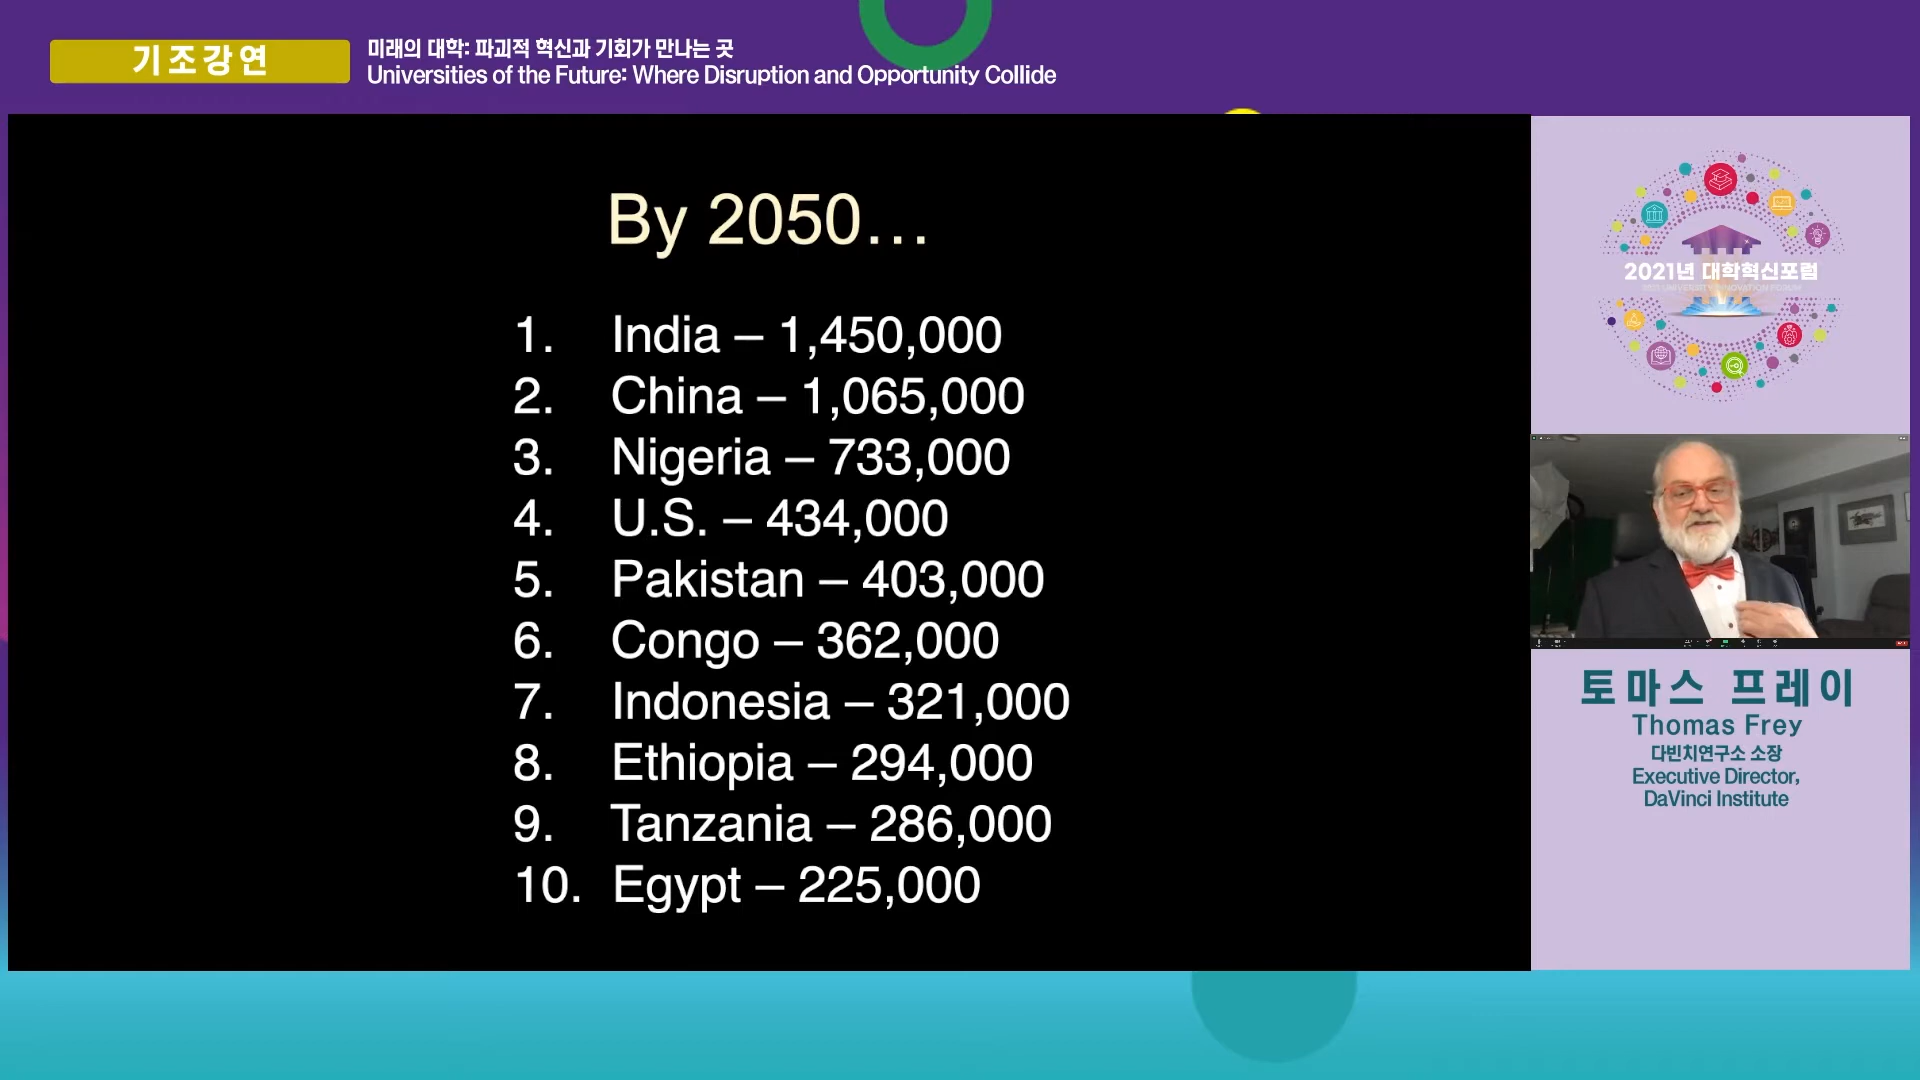 기조강연
미래의 대학: 파괴적 혁신과 기회가 만나는 곳
Universities of the Future: Where Disruption and Opportunity Collide
By 2050…
1. India – 1,450,000
2. China – 1,065,000
3. Nigeria – 733,000
4. U.S. – 434,000
5. Pakistan – 403,000
6. Congo – 362,000
7. Indonesia – 321,000
8. Ethiopia – 294,000
9. Tanzania – 286,000
10. Egypt – 225,000
2021년 대학혁신포럼
2021 UNIVERSITY INNOVATION FORUM
토마스 프레이
Thomas Frey
다빈치연구소 소장
Executive Director,
DaVinci Institute